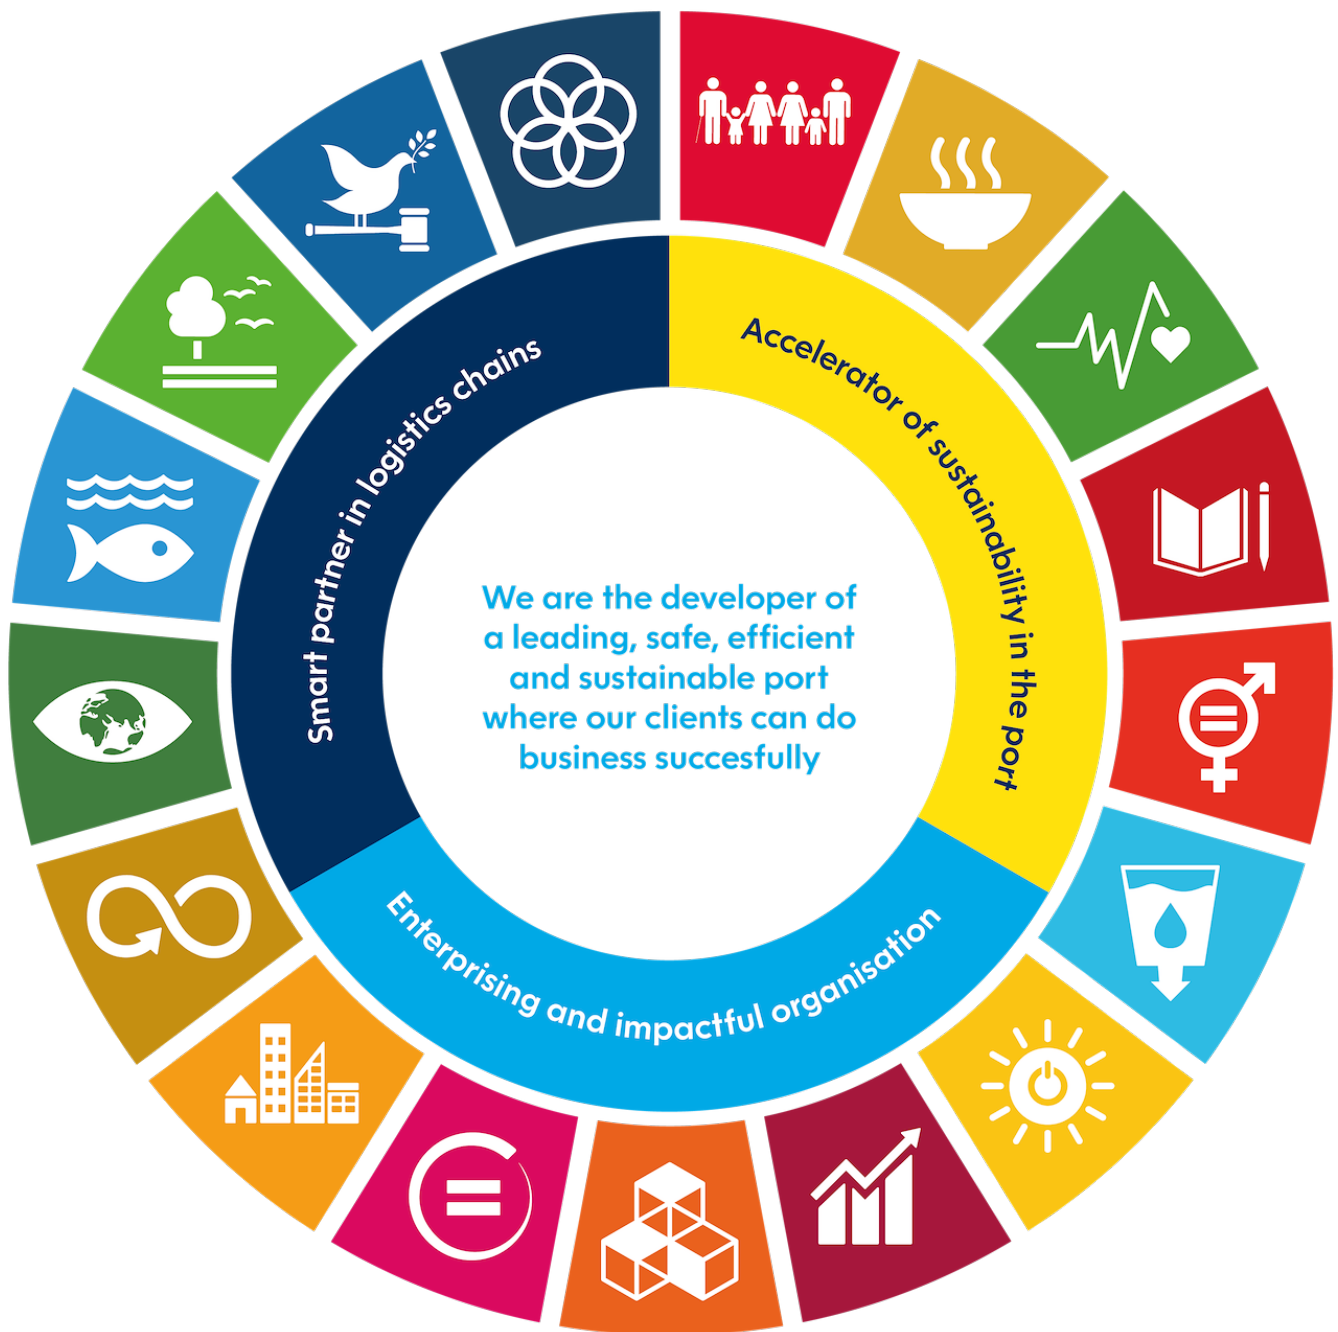 Smart partner in logistics chains
Accelerator of sustainability in the port
We are the developer of
a leading, safe, efficient
and sustainable port
where our clients can do
business succesfully
Enterprising and impactful organisation